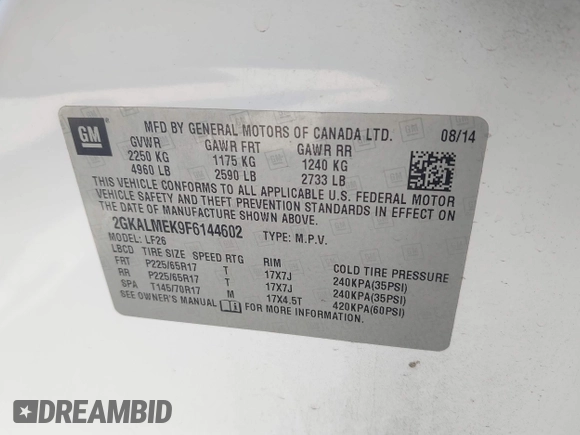 GM
MFD BY GENERAL MOTORS OF CANADA LTD. 08/14
GVWR GAWR FRT GAWR RR
2250 KG 1175 KG 1240 KG
4960 LB 2590 LB 2733 LB
THIS VEHICLE CONFORMS TO ALL APPLICABLE U.S. FEDERAL MOTOR
VEHICLE SAFETY AND THEFT PREVENTION STANDARDS IN EFFECT ON
THE DATE OF MANUFACTURE SHOWN ABOVE.
2GKALMEK9F6144602 TYPE: M.P.V.
MODEL: LF26
LBCD TIRE SIZE SPEED RTG RIM COLD TIRE PRESSURE
FRT P225/65R17 T 17X7J 240KPA(35PSI)
RR P225/65R17 T 17X7J 240KPA(35PSI)
SPA T145/70R17 M 17X4.5T 420KPA(60PSI)
SEE OWNER'S MANUAL FOR MORE INFORMATION
DREAMBID